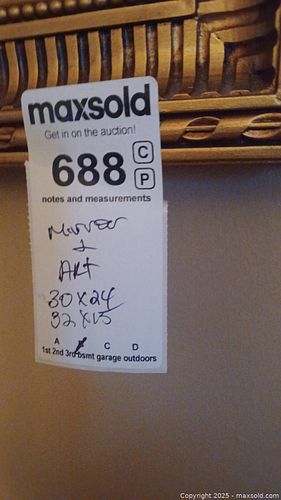 maxsold
Get in on the auction!
688 C P
notes and measurements
Mirror
+
Art
30x24
32x15
A B C D
1st 2nd 3rd bsmt garage outdoors
Copyright © 2025 - www.maxsold.com